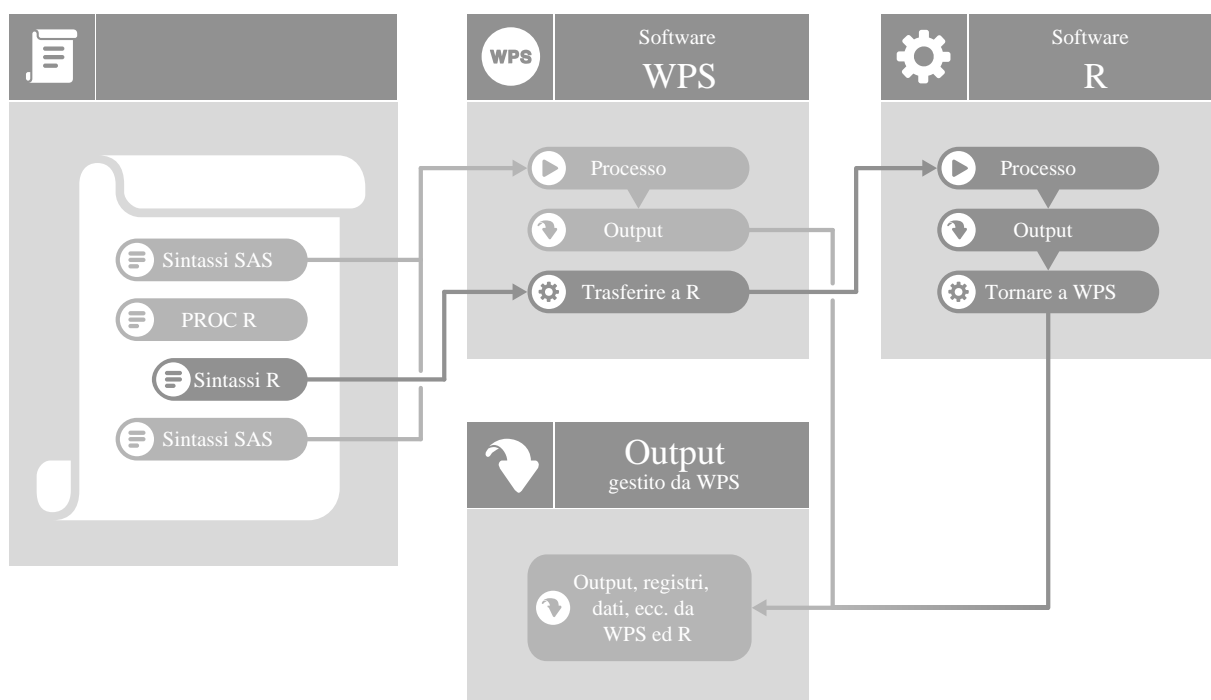 WPS
Software
WPS
Software
R
Sintassi SAS
PROC R
Sintassi R
Sintassi SAS
Processo
Output
Trasferire a R
Processo
Output
Tornare a WPS
Output
gestito da WPS
Output, registri,
dati, ecc. da
WPS ed R